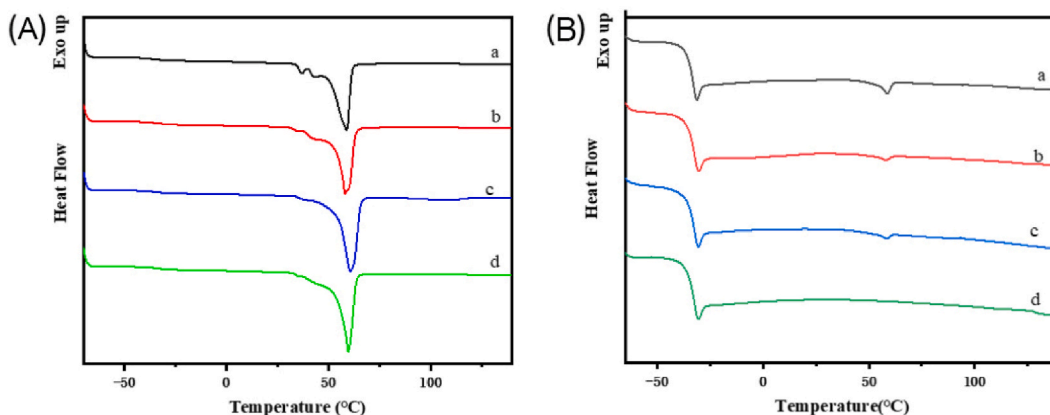 (A)
Exo up
Heat Flow
a
b
c
d
−50
0
50
100
Temperature (°C)
(B)
Exo up
Heat Flow
a
b
c
d
−50
0
50
100
Temperature(°C)